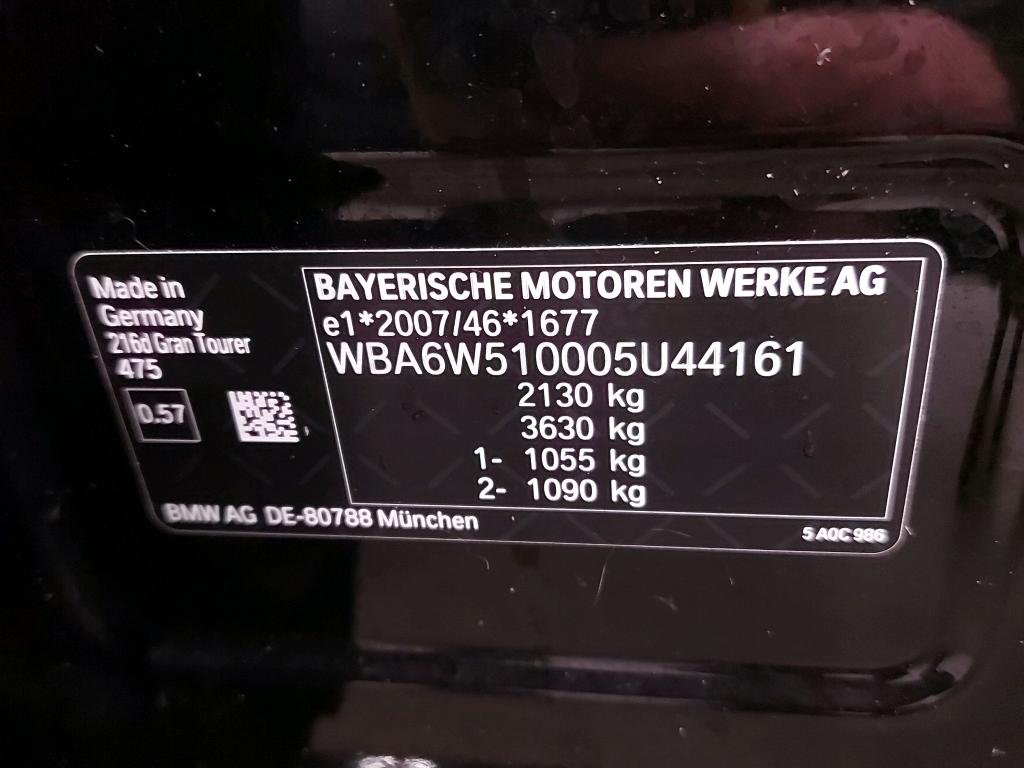 Made in
Germany
216d Gran Tourer
475
0.57
BAYERISCHE MOTOREN WERKE AG
e1*2007/46*1677
WBA6W510005U44161
2130 kg
3630 kg
1- 1055 kg
2- 1090 kg
BMW AG DE-80788 München
5 A0C 986